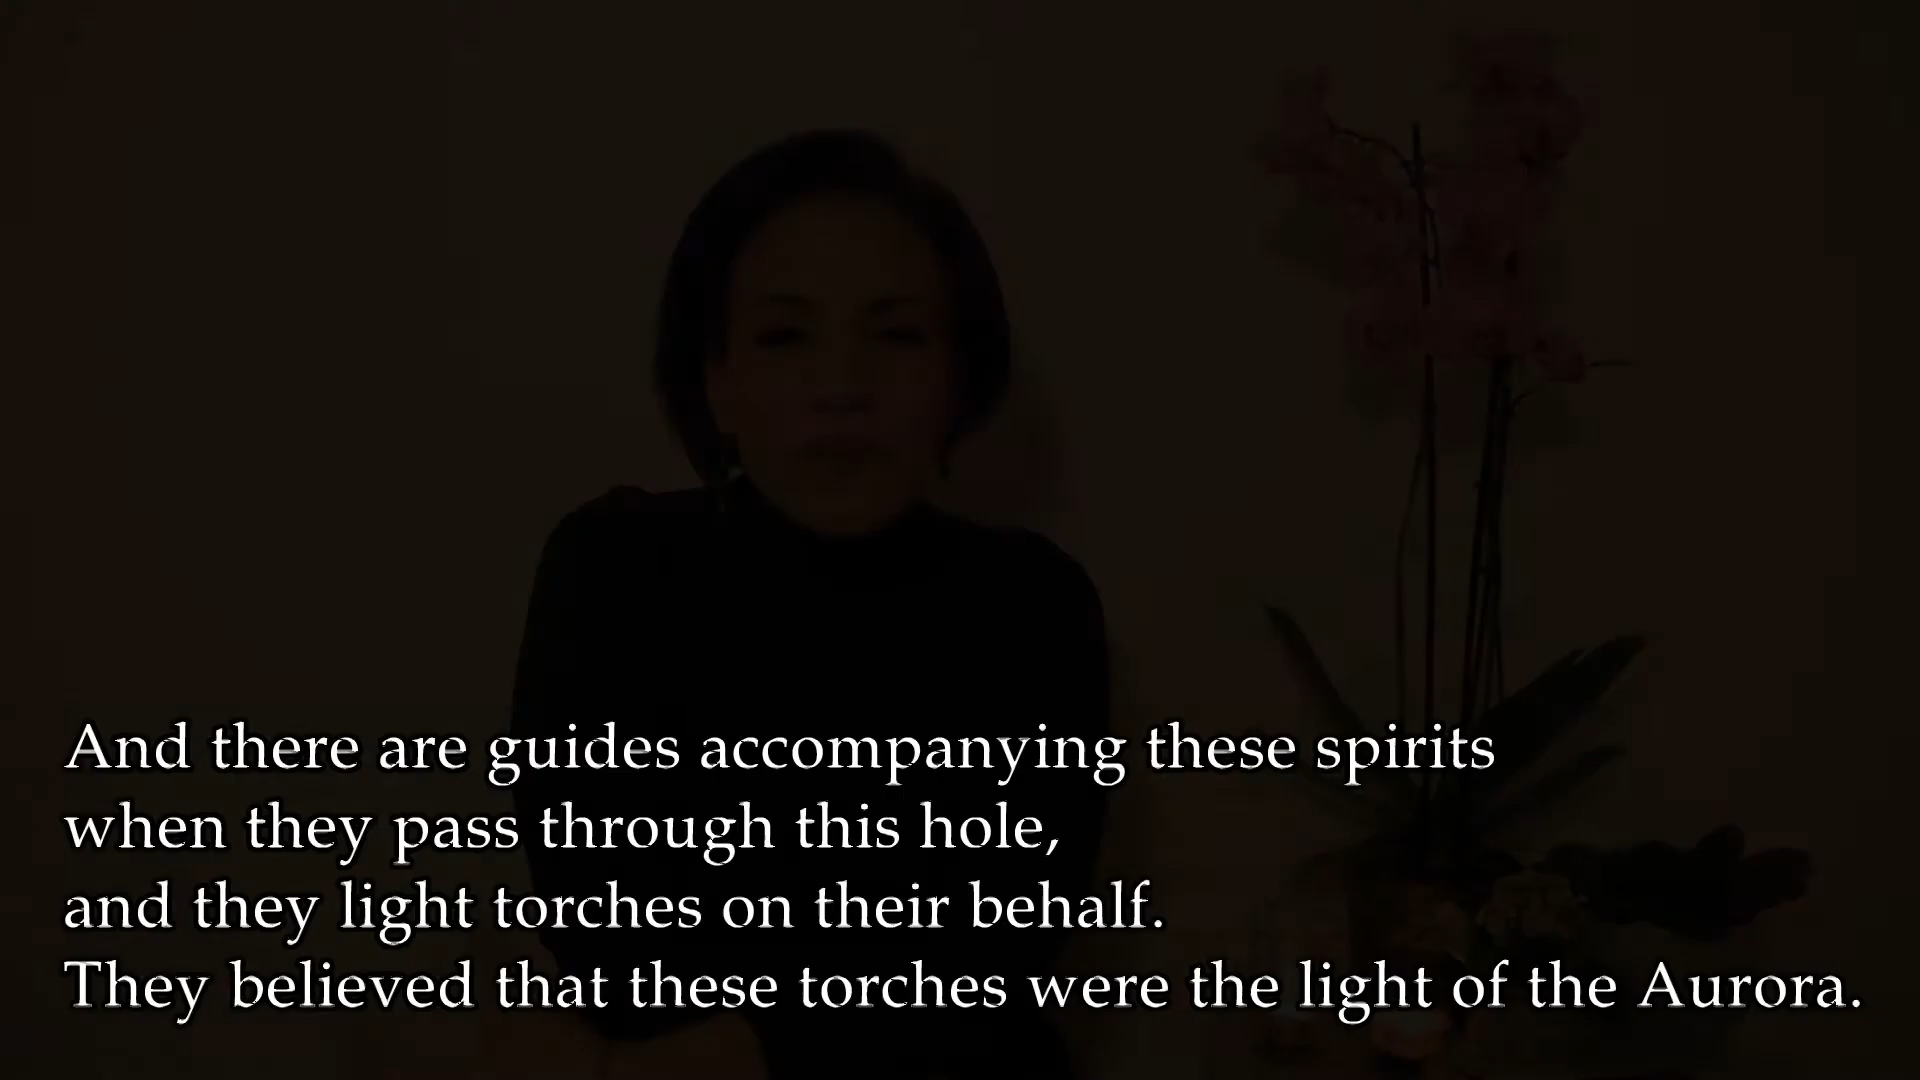 And there are guides accompanying these spirits
when they pass through this hole,
and they light torches on their behalf.
They believed that these torches were the light of the Aurora.